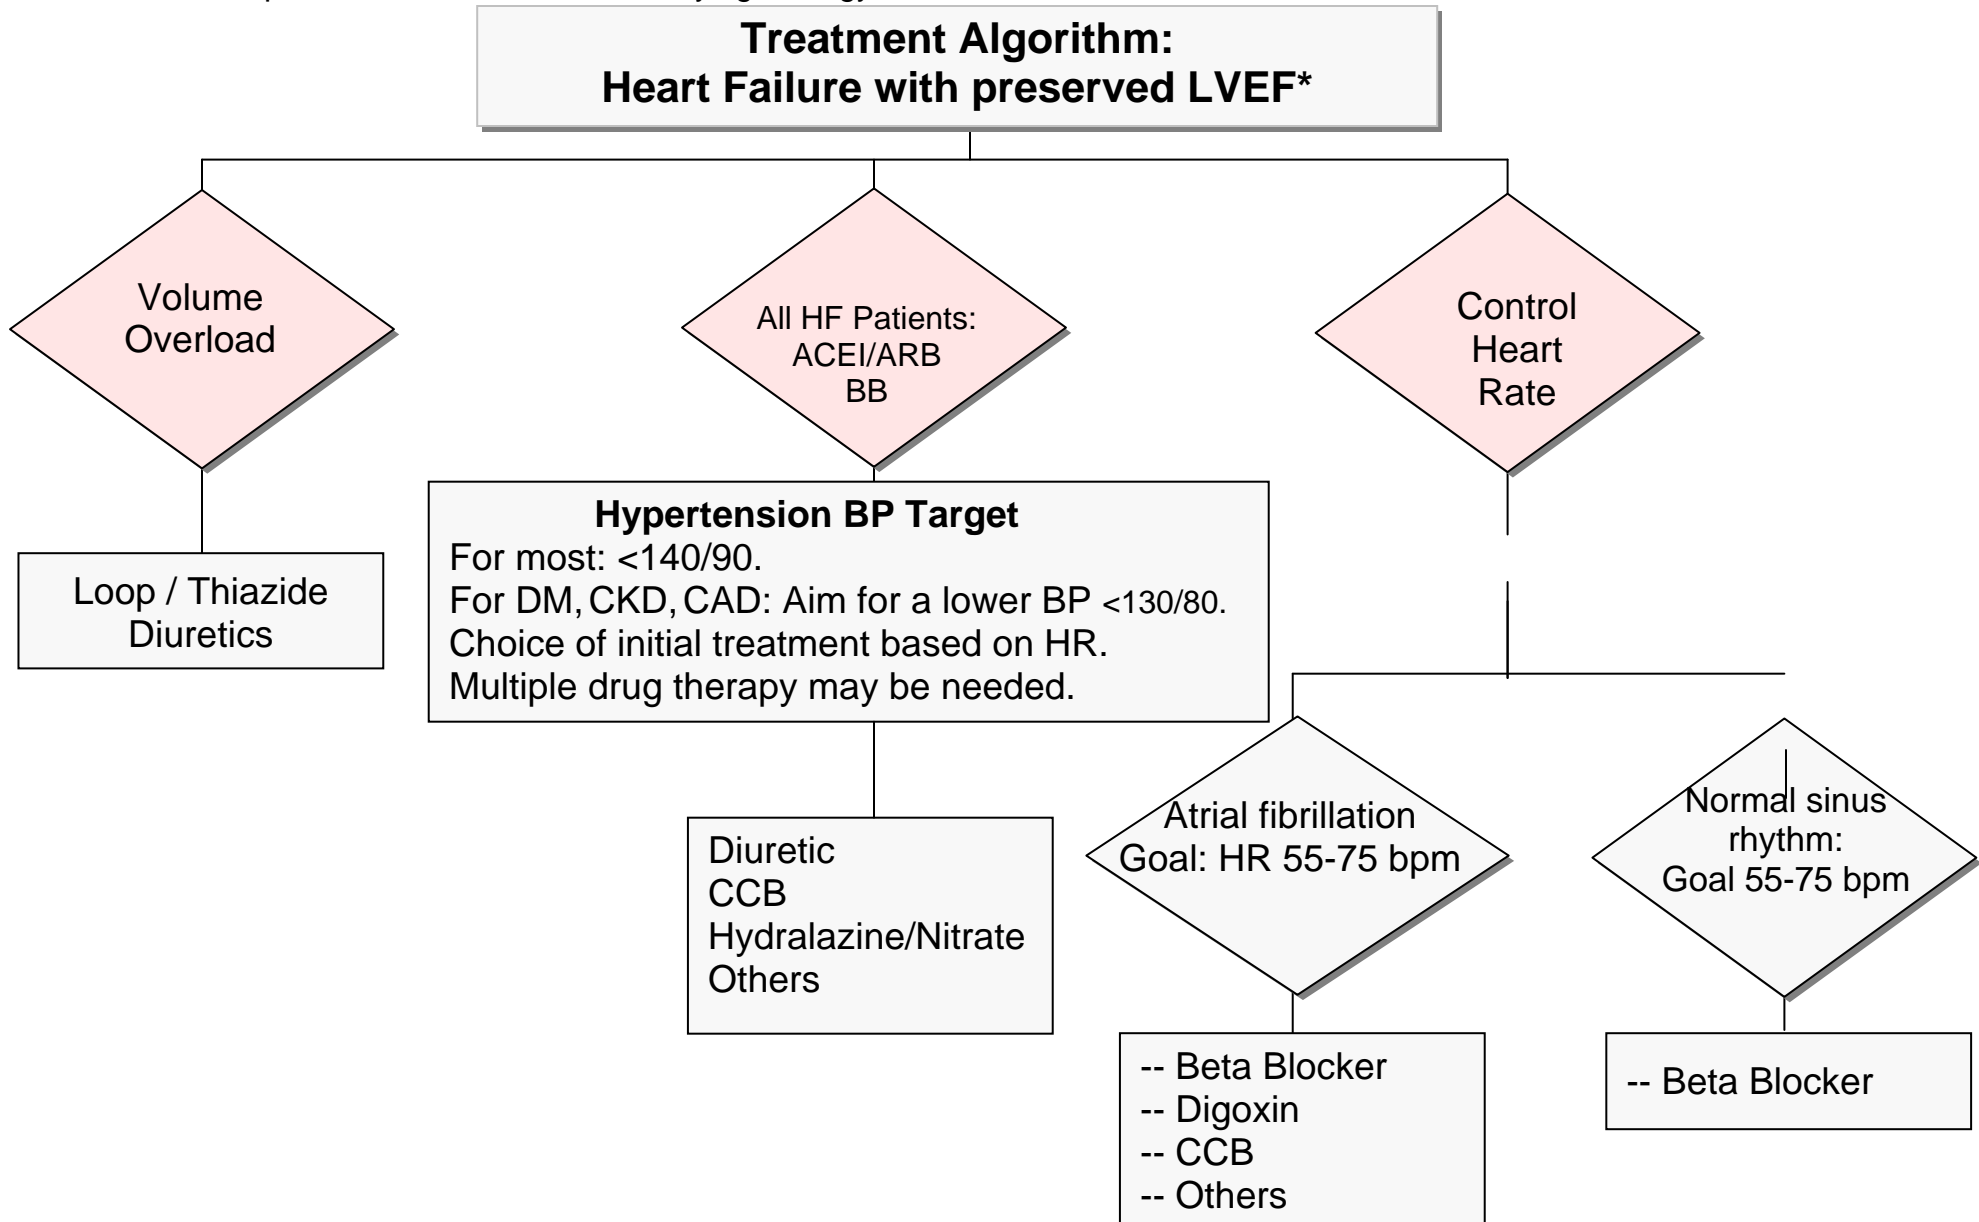 Treatment Algorithm:
Heart Failure with preserved LVEF*
Volume
Overload
All HF Patients:
ACEI/ARB
BB
Control
Heart
Rate
Loop / Thiazide
Diuretics
Hypertension BP Target
For most: <140/90.
For DM, CKD, CAD: Aim for a lower BP <130/80.
Choice of initial treatment based on HR.
Multiple drug therapy may be needed.
Diuretic
CCB
Hydralazine/Nitrate
Others
Atrial fibrillation
Goal: HR 55-75 bpm
Normal sinus
rhythm:
Goal 55-75 bpm
-- Beta Blocker
-- Digoxin
-- CCB
-- Others
-- Beta Blocker